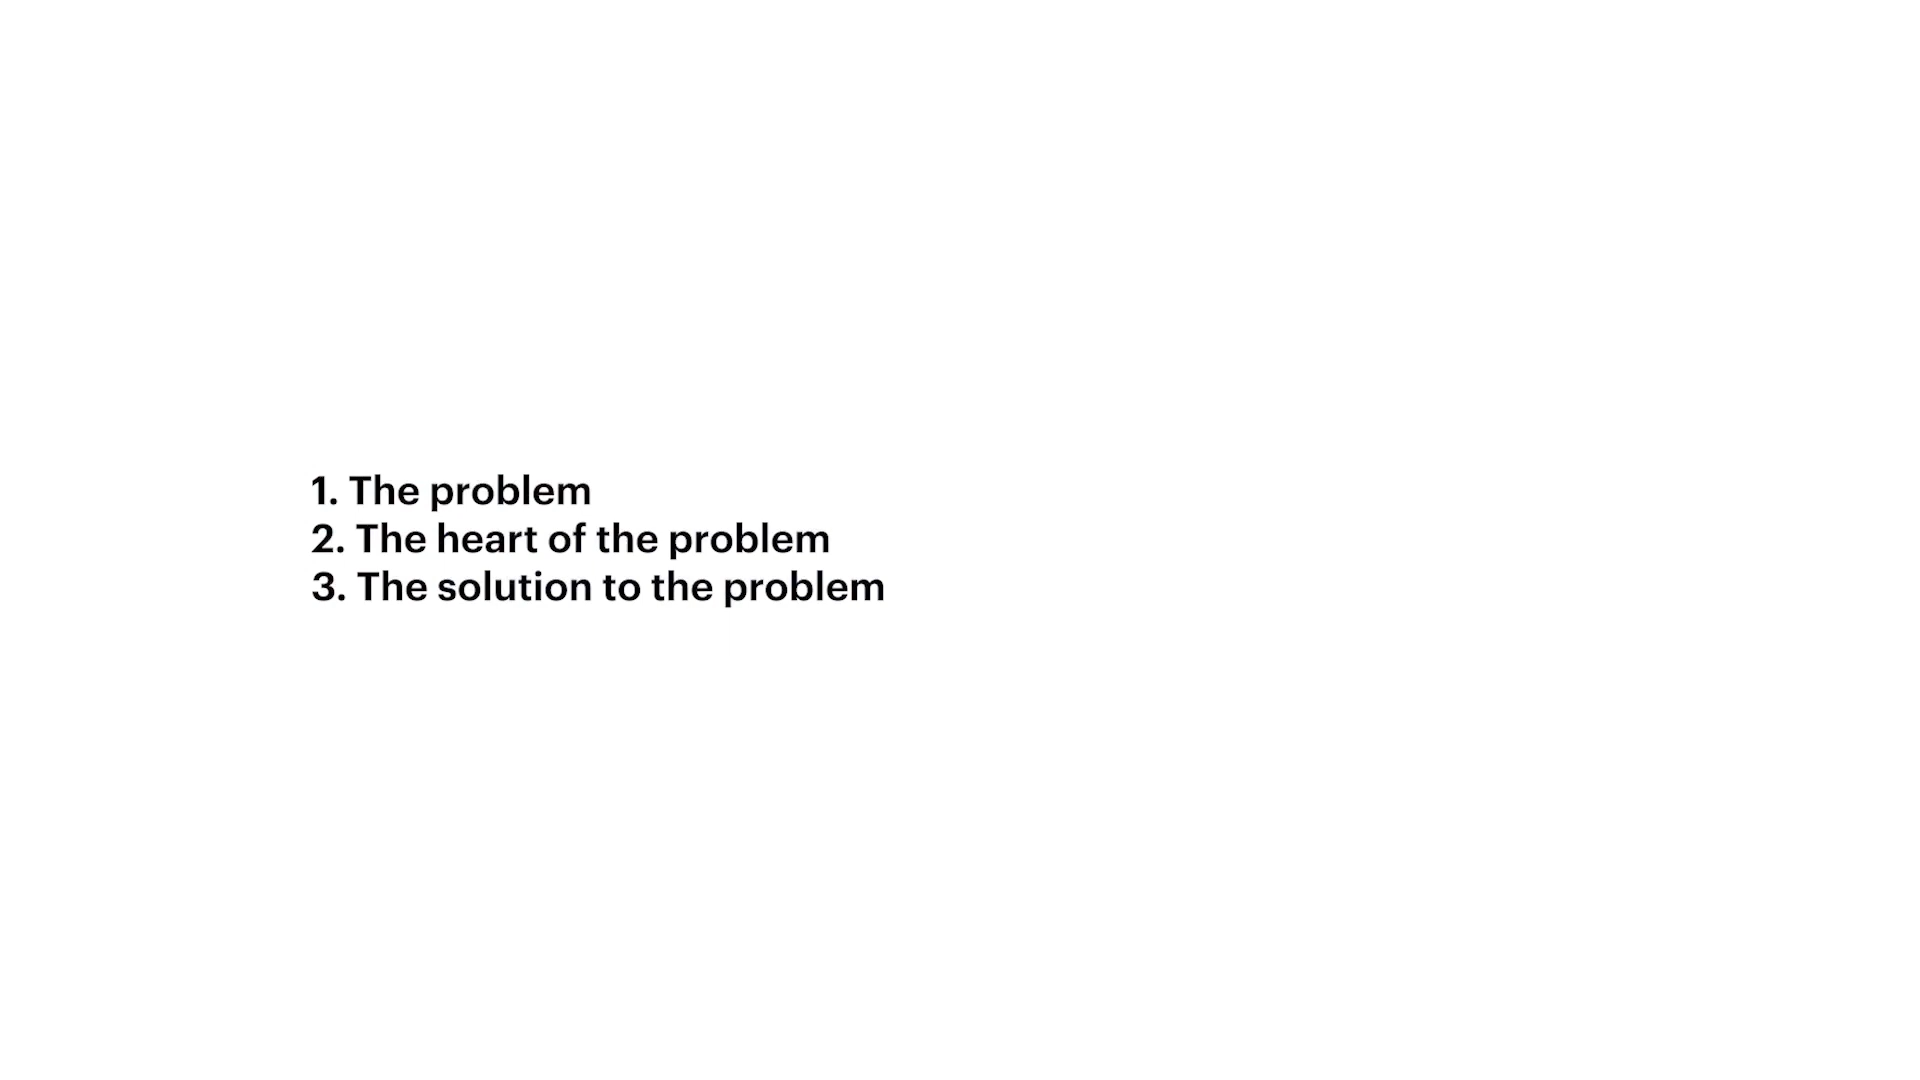 1. The problem
2. The heart of the problem
3. The solution to the problem